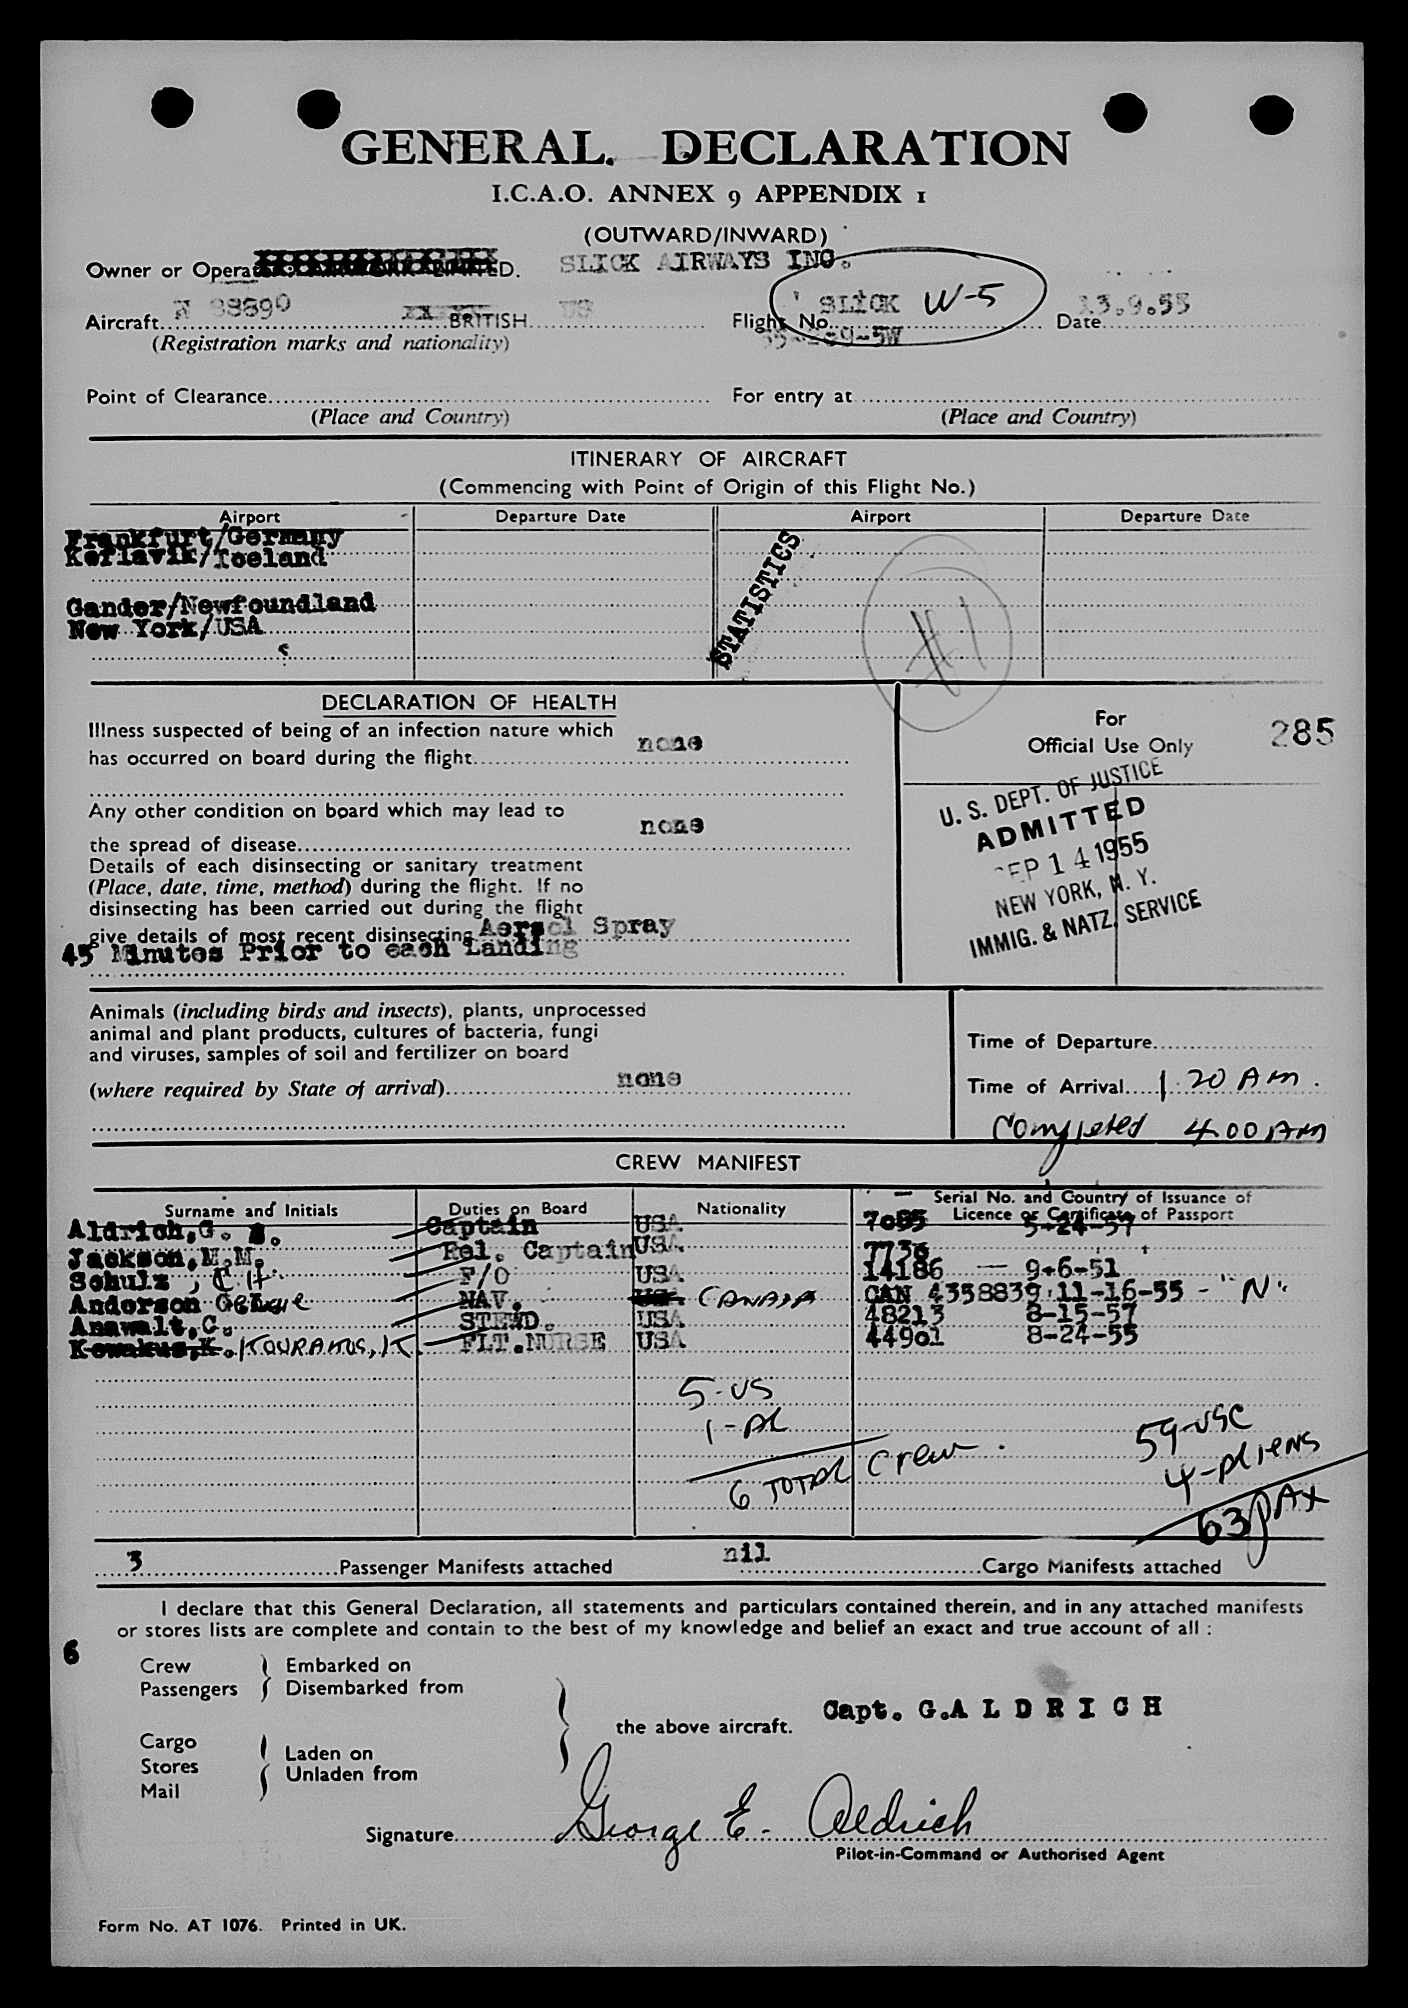 GENERAL DECLARATION
I.C.A.O. ANNEX 9 APPENDIX 1
(OUTWARD/INWARD)
Owner or Operator: SLICK AIRWAYS INC.
Aircraft N 88890 BRITISH US Flight No. SLICK W-5 Date 13.9.55
(Registration marks and nationality)
Point of Clearance For entry at
(Place and Country) (Place and Country)
ITINERARY OF AIRCRAFT
(Commencing with Point of Origin of this Flight No.)
Airport Departure Date Airport Departure Date
Frankfurt/Germany
Keflavik/Iceland
Gander/Newfoundland
New York/USA
STATISTICS
#1
DECLARATION OF HEALTH
Illness suspected of being of an infection nature which
has occurred on board during the flight none
Any other condition on board which may lead to
the spread of disease none
Details of each disinsecting or sanitary treatment
(Place, date, time, method) during the flight. If no
disinsecting has been carried out during the flight
give details of most recent disinsecting Aersol Spray
45 Minutes Prior to each Landing
For
Official Use Only 285
U. S. DEPT. OF JUSTICE
ADMITTED
SEP 14 1955
NEW YORK, N. Y.
IMMIG. & NATZ. SERVICE
Animals (including birds and insects), plants, unprocessed
animal and plant products, cultures of bacteria, fungi
and viruses, samples of soil and fertilizer on board
(where required by State of arrival) none
Time of Departure
Time of Arrival 1:20 AM.
Completed 4.00 AM
CREW MANIFEST
Surname and Initials Duties on Board Nationality Serial No. and Country of Issuance of
Licence or Certificate of Passport
Aldrich,G. E. Captain USA 7085 5-24-57
Jackson,M.M. Rel. Captain USA 7736
Schulz, C H. F/O USA 14186 — 9-6-51
Anderson George NAV. CANADA CAN 4358839 11-16-55 - "N"
Anawalt,C. STEWD. USA 48213 8-15-57
Kowakus,K. KOURAKUS, K. FLT.NURSE USA 44901 8-24-55
5-US
1-AL
6 TOTAL Crew.
59-USC
4-ALIENS
63 PAX
3 Passenger Manifests attached nil Cargo Manifests attached
I declare that this General Declaration, all statements and particulars contained therein, and in any attached manifests
or stores lists are complete and contain to the best of my knowledge and belief an exact and true account of all :
6
Crew } Embarked on
Passengers } Disembarked from
the above aircraft. Capt. G.A L D R I C H
Cargo
Stores } Laden on
Mail } Unladen from
Signature George E. Aldrich
Pilot-in-Command or Authorised Agent
Form No. AT 1076. Printed in UK.